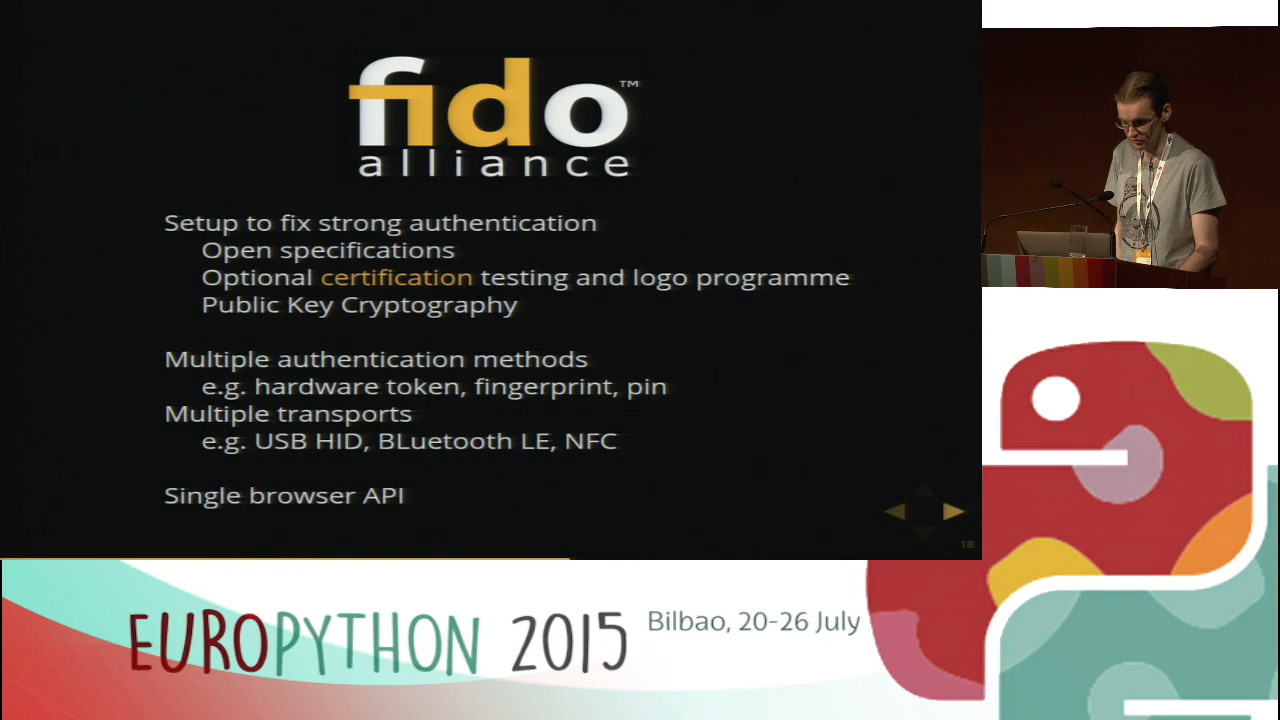 fido™
alliance
Setup to fix strong authentication
Open specifications
Optional certification testing and logo programme
Public Key Cryptography
Multiple authentication methods
e.g. hardware token, fingerprint, pin
Multiple transports
e.g. USB HID, BLuetooth LE, NFC
Single browser API
18
EUROPYTHON 2015
Bilbao, 20-26 July